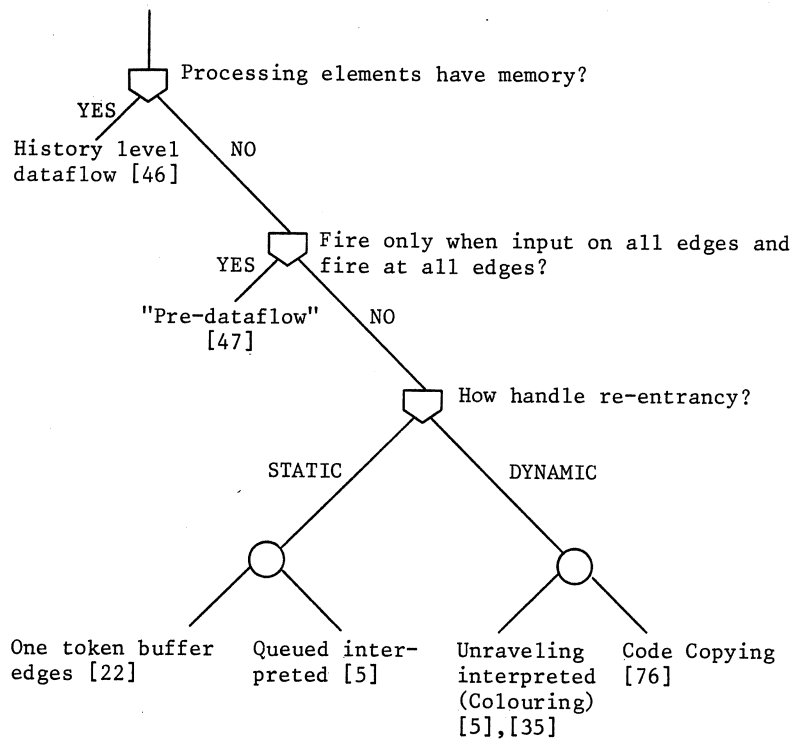 Processing elements have memory?
YES
History level
dataflow [46]
NO
Fire only when input on all edges and
fire at all edges?
YES
"Pre-dataflow"
[47]
NO
How handle re-entrancy?
STATIC
DYNAMIC
One token buffer
edges [22]
Queued inter-
preted [5]
Unraveling
interpreted
(Colouring)
[5],[35]
Code Copying
[76]